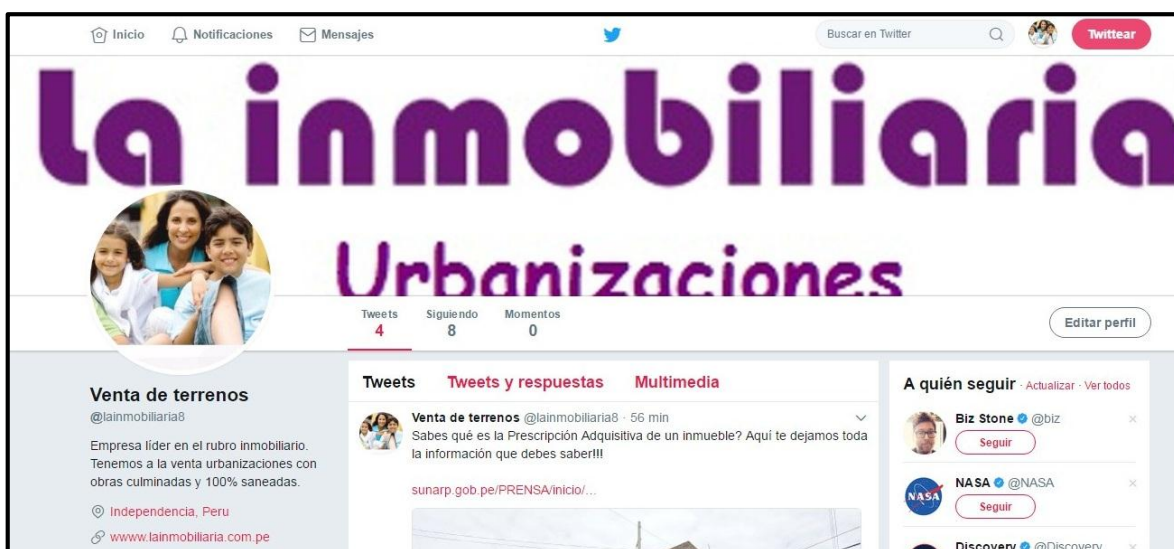 Inicio Notificaciones Mensajes Buscar en Twitter Twittear
La inmobiliaria
Urbanizaciones
Tweets Siguiendo Momentos
4 8 0
Editar perfil
Venta de terrenos
@lainmobiliaria8
Empresa líder en el rubro inmobiliario.
Tenemos a la venta urbanizaciones con
obras culminadas y 100% saneadas.
Independencia, Peru
wwww.lainmobiliaria.com.pe
Tweets Tweets y respuestas Multimedia
Venta de terrenos @lainmobiliaria8 · 56 min
Sabes qué es la Prescripción Adquisitiva de un inmueble? Aquí te dejamos toda
la información que debes saber!!!
sunarp.gob.pe/PRENSA/inicio/...
A quién seguir · Actualizar · Ver todos
Biz Stone @biz
Seguir
NASA
NASA @NASA
Seguir
Discovery @Discovery